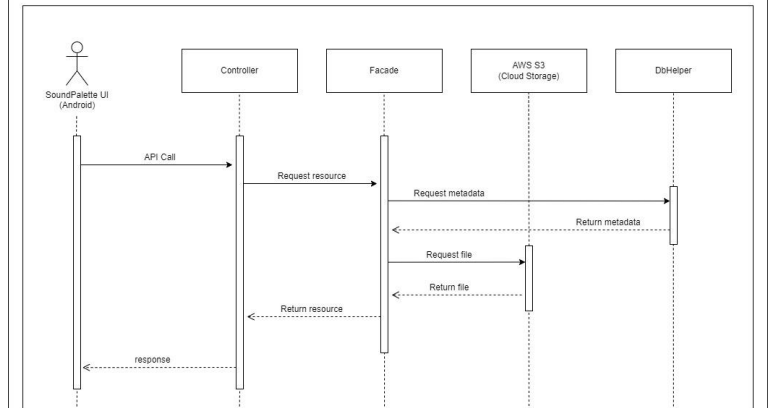 SoundPalette UI
(Android)
Controller
Facade
AWS S3
(Cloud Storage)
DbHelper
API Call
Request resource
Request metadata
Return metadata
Request file
Return file
Return resource
response